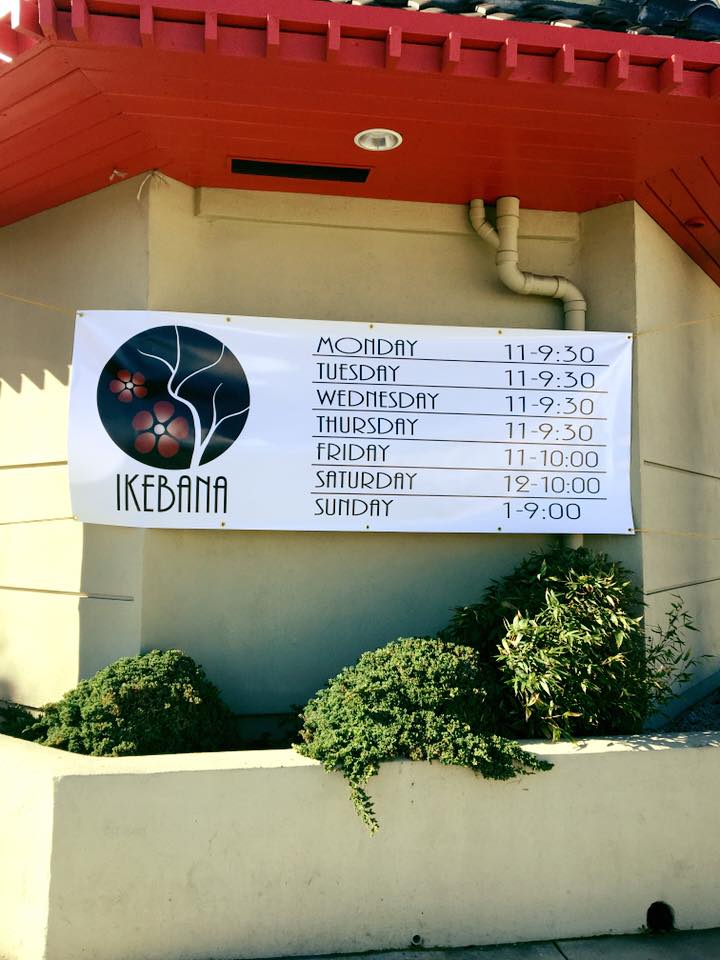 IKEBANA
MONDAY 11-9:30
TUESDAY 11-9:30
WEDNESDAY 11-9:30
THURSDAY 11-9:30
FRIDAY 11-10:00
SATURDAY 12-10:00
SUNDAY 1-9:00